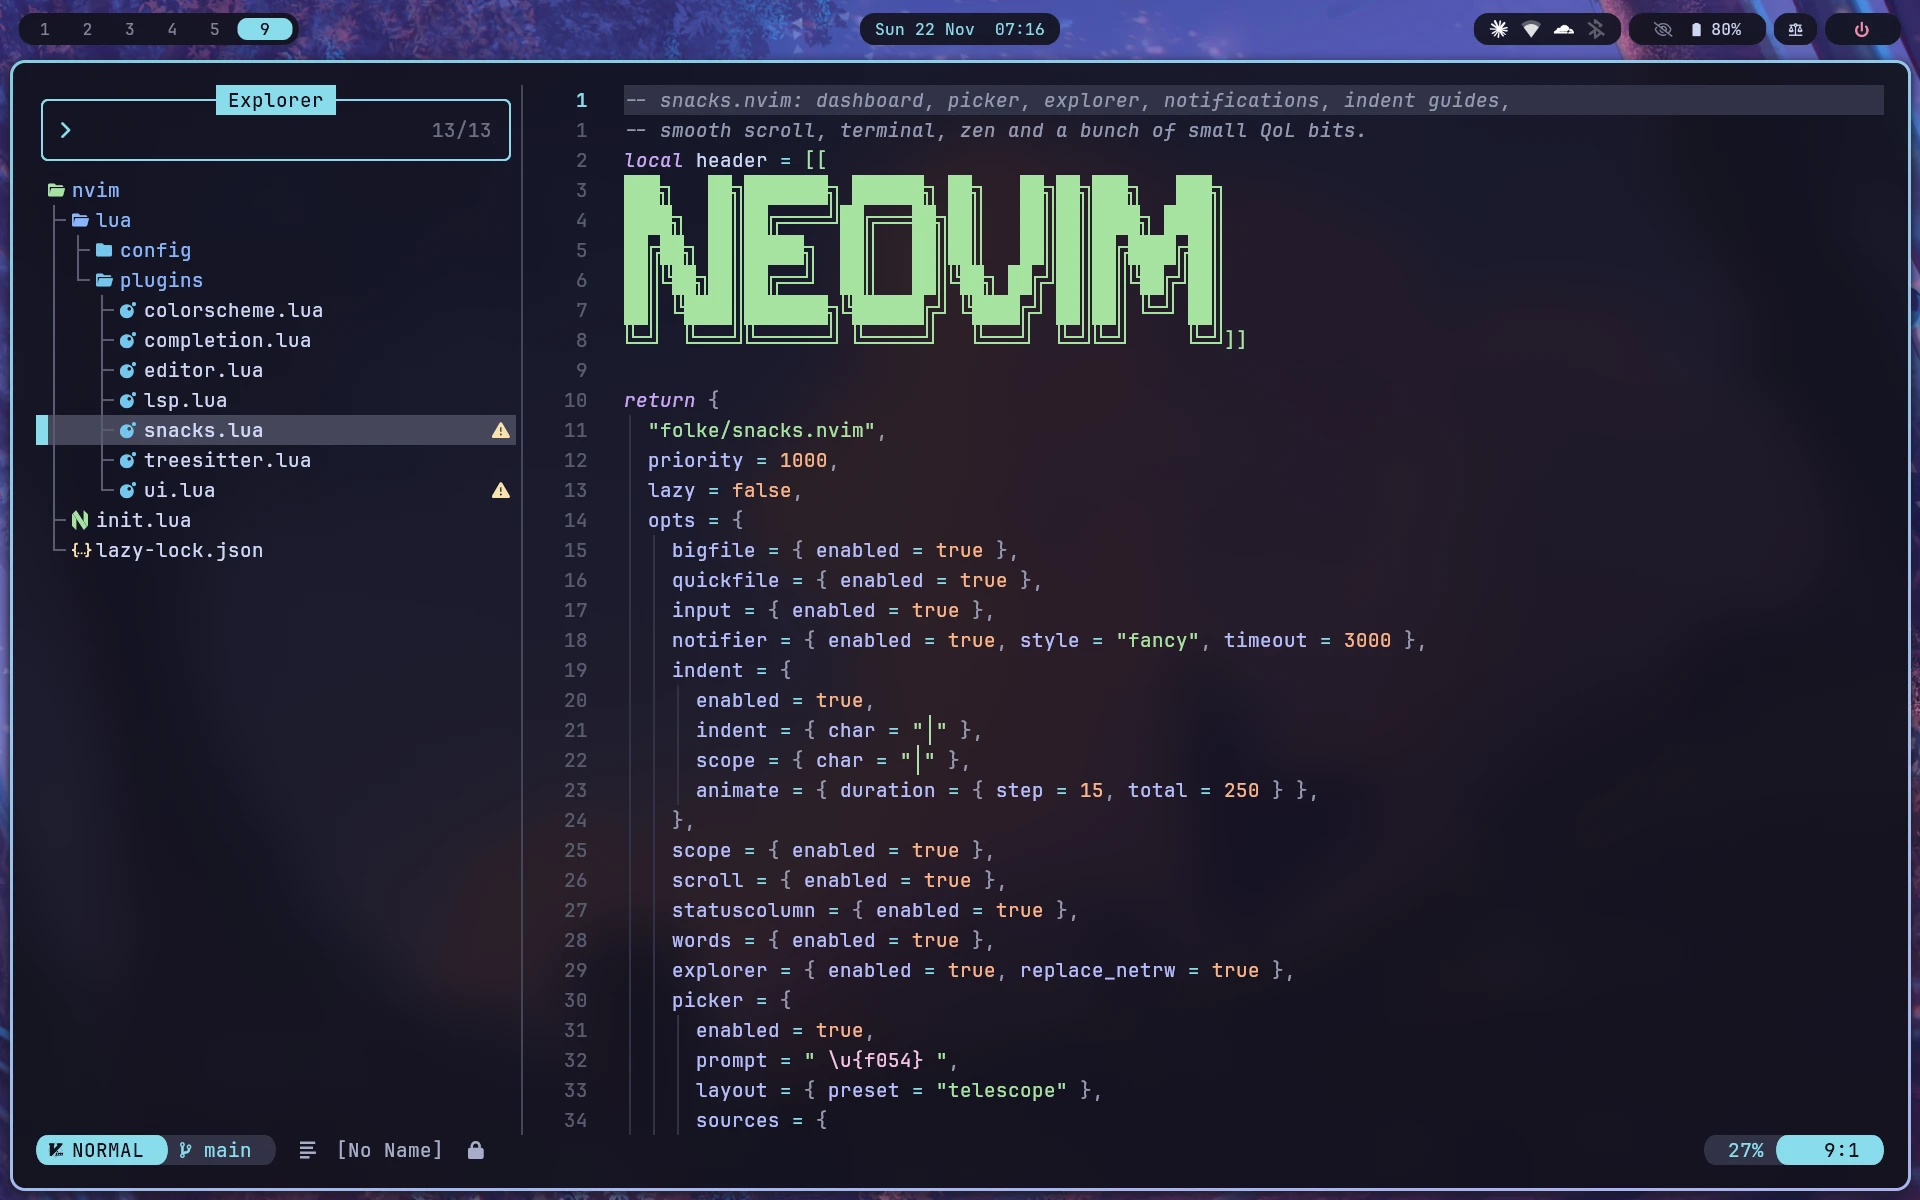 1 2 3 4 5 9
Sun 22 Nov 07:16
80%
Explorer
13/13
nvim
lua
config
plugins
colorscheme.lua
completion.lua
editor.lua
lsp.lua
snacks.lua
treesitter.lua
ui.lua
init.lua
lazy-lock.json
1 -- snacks.nvim: dashboard, picker, explorer, notifications, indent guides,
1 -- smooth scroll, terminal, zen and a bunch of small QoL bits.
2 local header = [[
3
4
5 NEOVIM
6
7
8 ]]
9
10 return {
11 "folke/snacks.nvim",
12 priority = 1000,
13 lazy = false,
14 opts = {
15 bigfile = { enabled = true },
16 quickfile = { enabled = true },
17 input = { enabled = true },
18 notifier = { enabled = true, style = "fancy", timeout = 3000 },
19 indent = {
20 enabled = true,
21 indent = { char = "│" },
22 scope = { char = "│" },
23 animate = { duration = { step = 15, total = 250 } },
24 },
25 scope = { enabled = true },
26 scroll = { enabled = true },
27 statuscolumn = { enabled = true },
28 words = { enabled = true },
29 explorer = { enabled = true, replace_netrw = true },
30 picker = {
31 enabled = true,
32 prompt = " \u{f054} ",
33 layout = { preset = "telescope" },
34 sources = {
NORMAL main [No Name] 27% 9:1